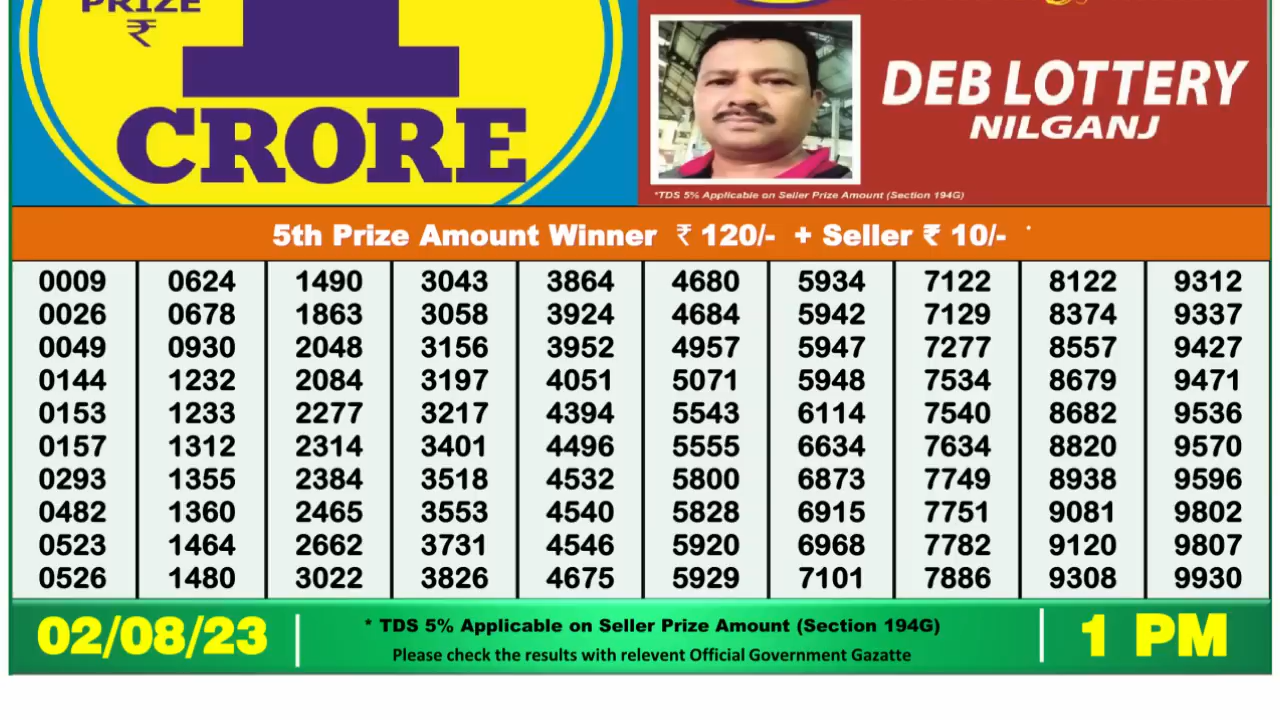 PRIZE
₹
1
CRORE
DEB LOTTERY
NILGANJ
*TDS 5% Applicable on Seller Prize Amount (Section 194G)
5th Prize Amount Winner ₹ 120/- + Seller ₹ 10/- *
0009 0624 1490 3043 3864 4680 5934 7122 8122 9312
0026 0678 1863 3058 3924 4684 5942 7129 8374 9337
0049 0930 2048 3156 3952 4957 5947 7277 8557 9427
0144 1232 2084 3197 4051 5071 5948 7534 8679 9471
0153 1233 2277 3217 4394 5543 6114 7540 8682 9536
0157 1312 2314 3401 4496 5555 6634 7634 8820 9570
0293 1355 2384 3518 4532 5800 6873 7749 8938 9596
0482 1360 2465 3553 4540 5828 6915 7751 9081 9802
0523 1464 2662 3731 4546 5920 6968 7782 9120 9807
0526 1480 3022 3826 4675 5929 7101 7886 9308 9930
02/08/23
* TDS 5% Applicable on Seller Prize Amount (Section 194G)
Please check the results with relevent Official Government Gazatte
1 PM